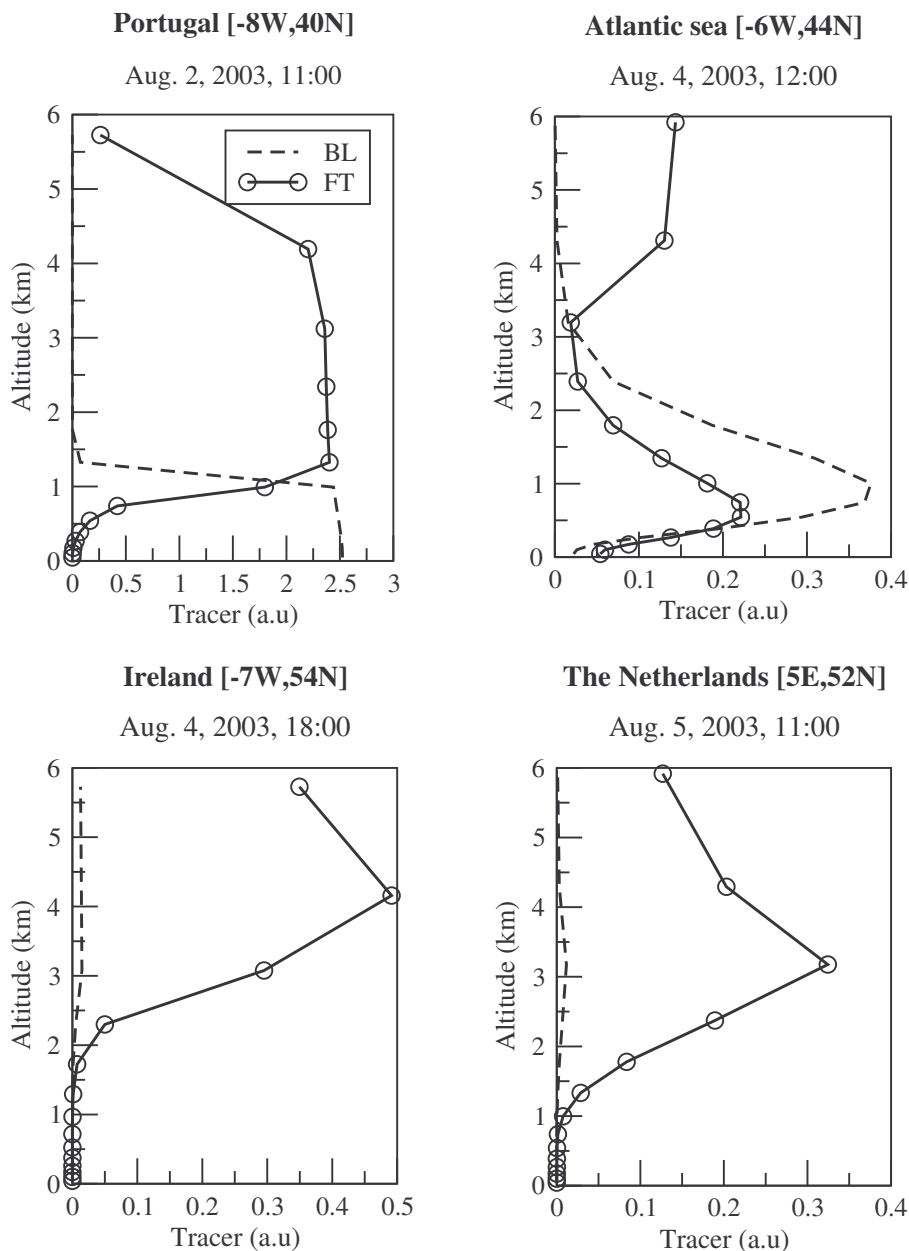 Portugal [-8W,40N]
Aug. 2, 2003, 11:00
6
5
4
3
2
1
0
Altitude (km)
BL
FT
0
0.5
1
1.5
2
2.5
3
Tracer (a.u)
Atlantic sea [-6W,44N]
Aug. 4, 2003, 12:00
6
5
4
3
2
1
0
Altitude (km)
0
0.1
0.2
0.3
0.4
Tracer (a.u)
Ireland [-7W,54N]
Aug. 4, 2003, 18:00
6
5
4
3
2
1
0
Altitude (km)
0
0.1
0.2
0.3
0.4
0.5
Tracer (a.u)
The Netherlands [5E,52N]
Aug. 5, 2003, 11:00
6
5
4
3
2
1
0
Altitude (km)
0
0.1
0.2
0.3
0.4
Tracer (a.u)